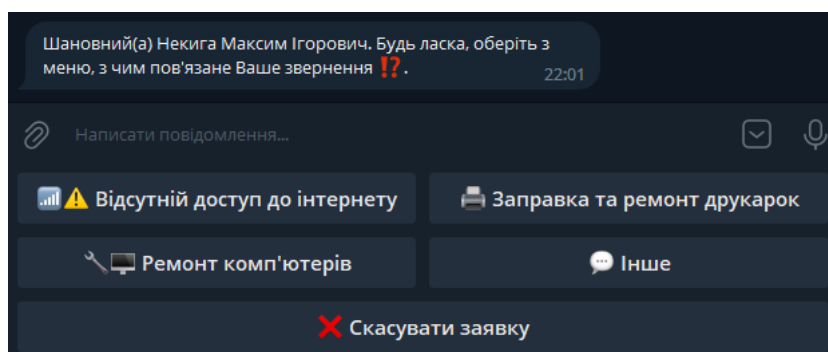 Шановний(а) Некига Максим Ігорович. Будь ласка, оберіть з
меню, з чим пов'язане Ваше звернення ⁉️.
22:01
Написати повідомлення...
📶⚠️ Відсутній доступ до інтернету
🖨️ Заправка та ремонт друкарок
🔧🖥️ Ремонт комп'ютерів
💬 Інше
❌ Скасувати заявку